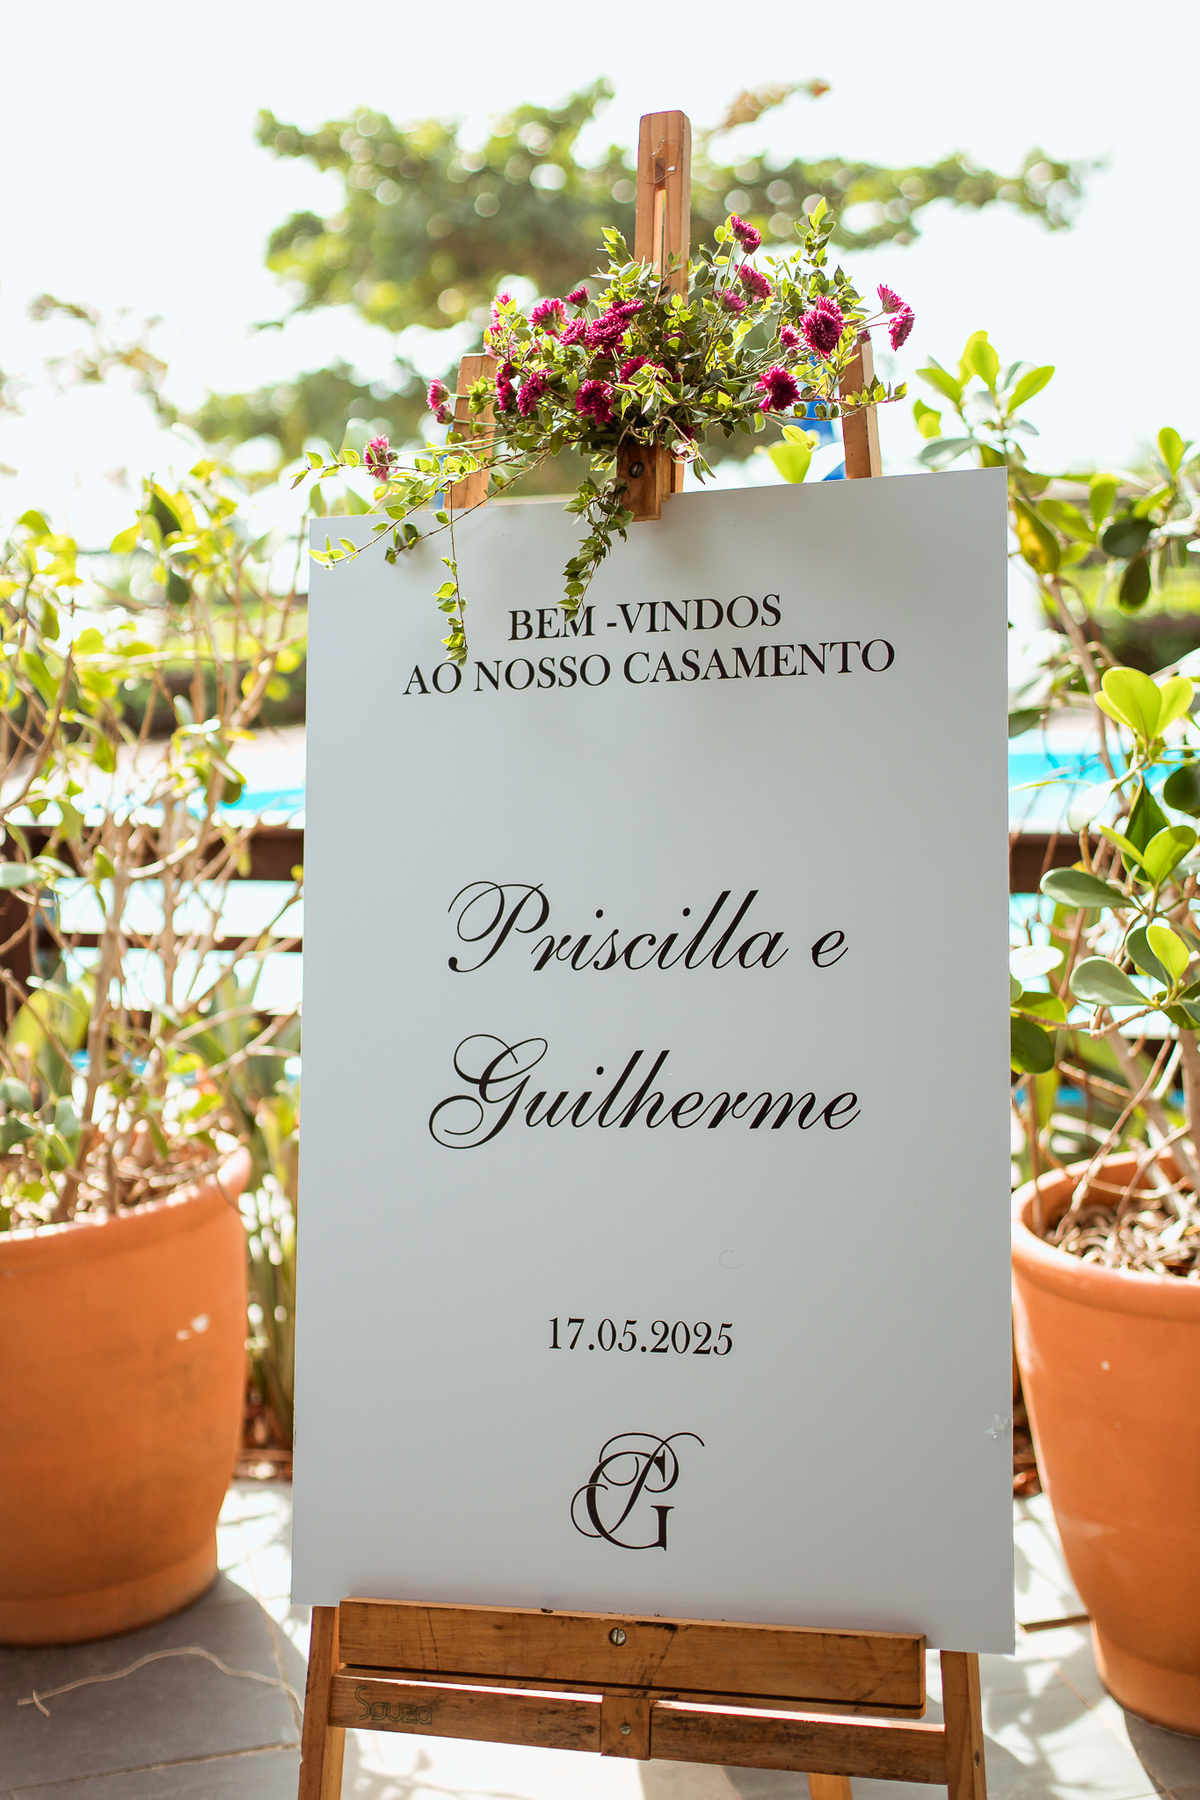 BEM -VINDOS
AO NOSSO CASAMENTO
Priscilla e
Guilherme
17.05.2025
PG
Souza